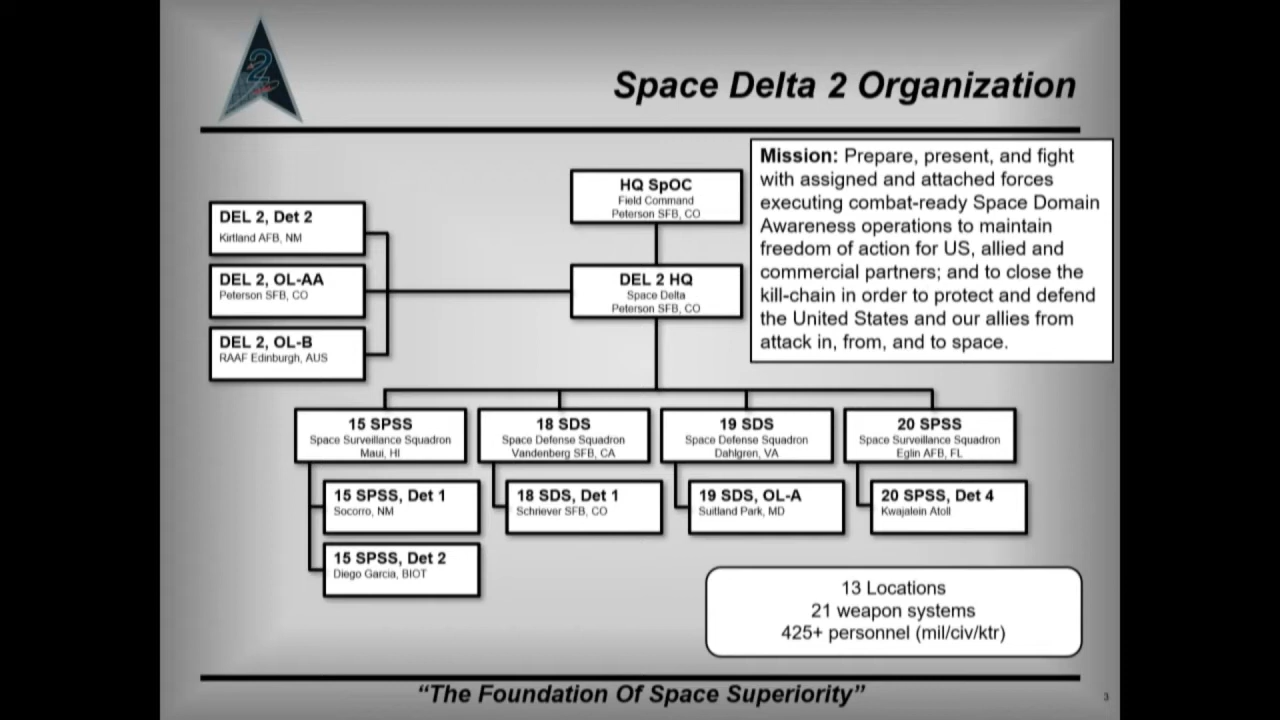 Space Delta 2 Organization
Mission: Prepare, present, and fight
with assigned and attached forces
executing combat-ready Space Domain
Awareness operations to maintain
freedom of action for US, allied and
commercial partners; and to close the
kill-chain in order to protect and defend
the United States and our allies from
attack in, from, and to space.
HQ SpOC
Field Command
Peterson SFB, CO
DEL 2 HQ
Space Delta
Peterson SFB, CO
DEL 2, Det 2
Kirtland AFB, NM
DEL 2, OL-AA
Peterson SFB, CO
DEL 2, OL-B
RAAF Edinburgh, AUS
15 SPSS
Space Surveillance Squadron
Maui, HI
15 SPSS, Det 1
Socorro, NM
15 SPSS, Det 2
Diego Garcia, BIOT
18 SDS
Space Defense Squadron
Vandenberg SFB, CA
18 SDS, Det 1
Schriever SFB, CO
19 SDS
Space Defense Squadron
Dahlgren, VA
19 SDS, OL-A
Suitland Park, MD
20 SPSS
Space Surveillance Squadron
Eglin AFB, FL
20 SPSS, Det 4
Kwajalein Atoll
13 Locations
21 weapon systems
425+ personnel (mil/civ/ktr)
“The Foundation Of Space Superiority”
3
2